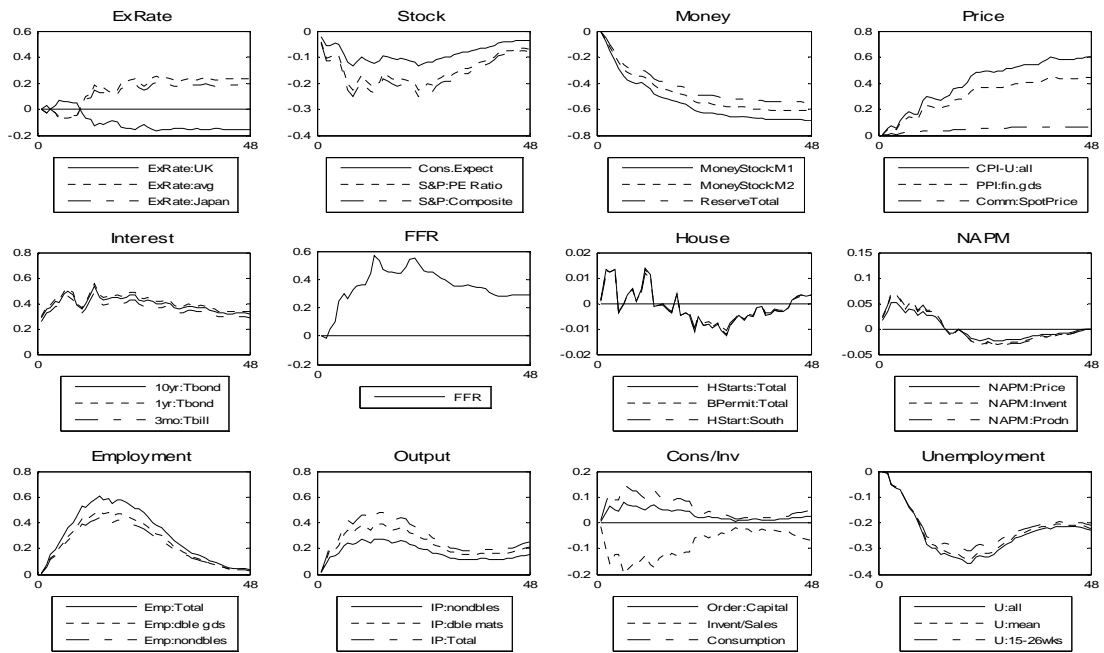 ExRate
0.6
0.4
0.2
0
-0.2
0
48
ExRate:UK
ExRate:avg
ExRate:Japan
Stock
0
-0.1
-0.2
-0.3
-0.4
0
48
Cons.Expect
S&P:PE Ratio
S&P:Composite
Money
0
-0.2
-0.4
-0.6
-0.8
0
48
MoneyStock:M1
MoneyStock:M2
ReserveTotal
Price
0.8
0.6
0.4
0.2
0
0
48
CPI-U:all
PPI:fin.gds
Comm:SpotPrice
Interest
0.8
0.6
0.4
0.2
0
0
48
10yr:Tbond
1yr:Tbond
3mo:Tbill
FFR
0.6
0.4
0.2
0
-0.2
0
48
FFR
House
0.02
0.01
0
-0.01
-0.02
0
48
HStarts:Total
BPermit:Total
HStart:South
NAPM
0.15
0.1
0.05
0
-0.05
0
48
NAPM:Price
NAPM:Invent
NAPM:Prodn
Employment
0.8
0.6
0.4
0.2
0
0
48
Emp:Total
Emp:dble gds
Emp:nondbles
Output
0.8
0.6
0.4
0.2
0
0
48
IP:nondbles
IP:dble mats
IP:Total
Cons/Inv
0.2
0.1
0
-0.1
-0.2
0
48
Order:Capital
Invent/Sales
Consumption
Unemployment
0
-0.1
-0.2
-0.3
-0.4
0
48
U:all
U:mean
U:15-26wks